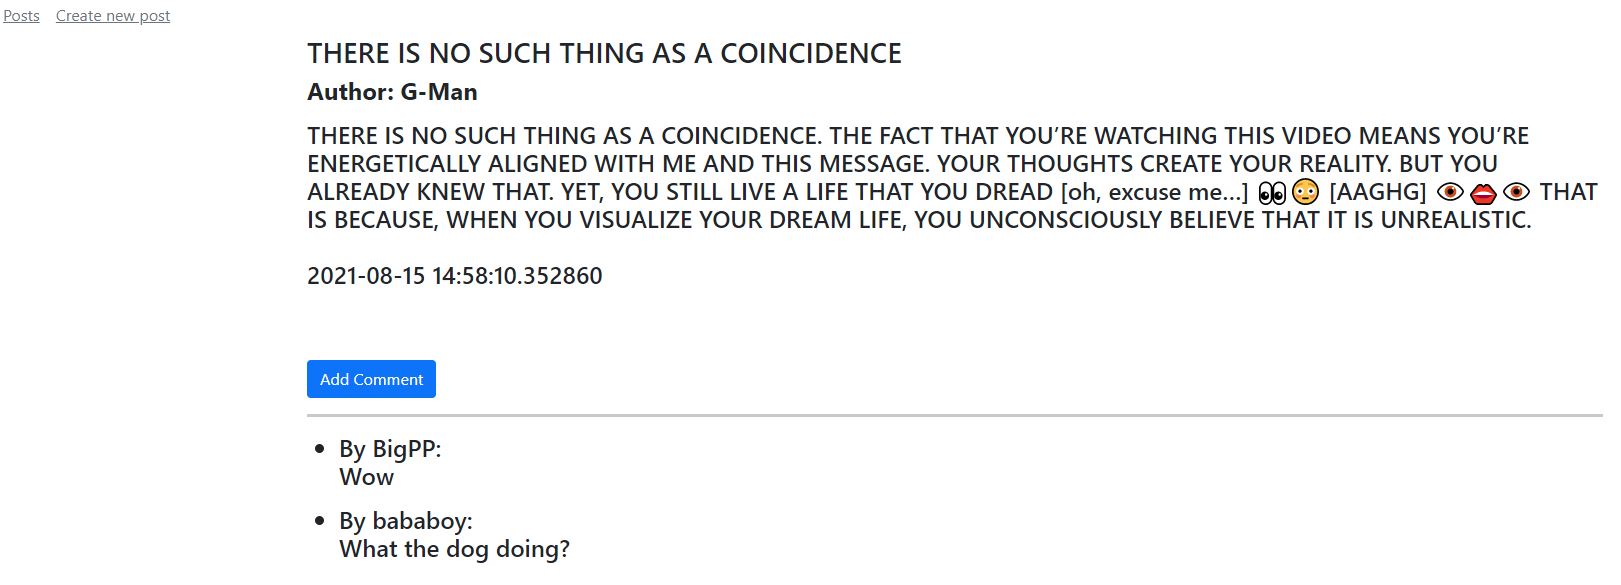 Posts Create new post
THERE IS NO SUCH THING AS A COINCIDENCE
Author: G-Man
THERE IS NO SUCH THING AS A COINCIDENCE. THE FACT THAT YOU’RE WATCHING THIS VIDEO MEANS YOU’RE
ENERGETICALLY ALIGNED WITH ME AND THIS MESSAGE. YOUR THOUGHTS CREATE YOUR REALITY. BUT YOU
ALREADY KNEW THAT. YET, YOU STILL LIVE A LIFE THAT YOU DREAD [oh, excuse me...] 👀😳 [AAGHG] 👁👄👁 THAT
IS BECAUSE, WHEN YOU VISUALIZE YOUR DREAM LIFE, YOU UNCONSCIOUSLY BELIEVE THAT IT IS UNREALISTIC.
2021-08-15 14:58:10.352860
Add Comment
By BigPP:
Wow
By bababoy:
What the dog doing?